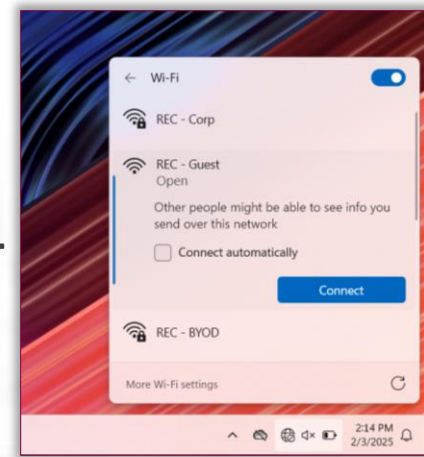 Wi-Fi
REC - Corp
REC - Guest
Open
Other people might be able to see info you
send over this network
Connect automatically
Connect
REC - BYOD
More Wi-Fi settings
2:14 PM
2/3/2025